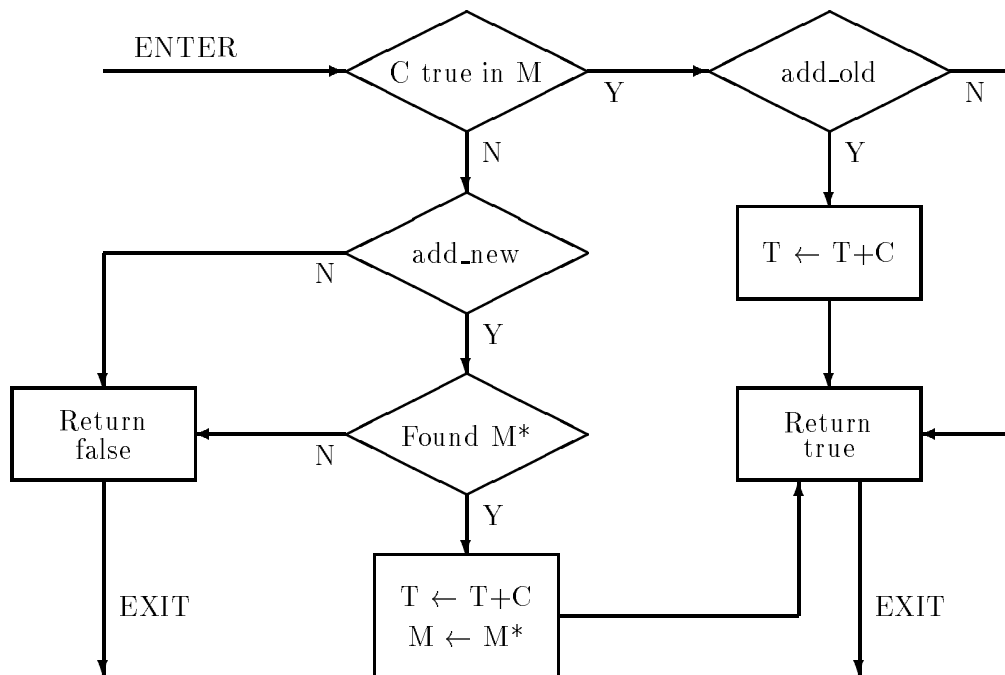 ENTER
C true in M
Y
add_old
N
N
Y
add_new
N
T ← T+C
Y
Return
false
Found M*
N
Return
true
Y
T ← T+C
M ← M*
EXIT
EXIT